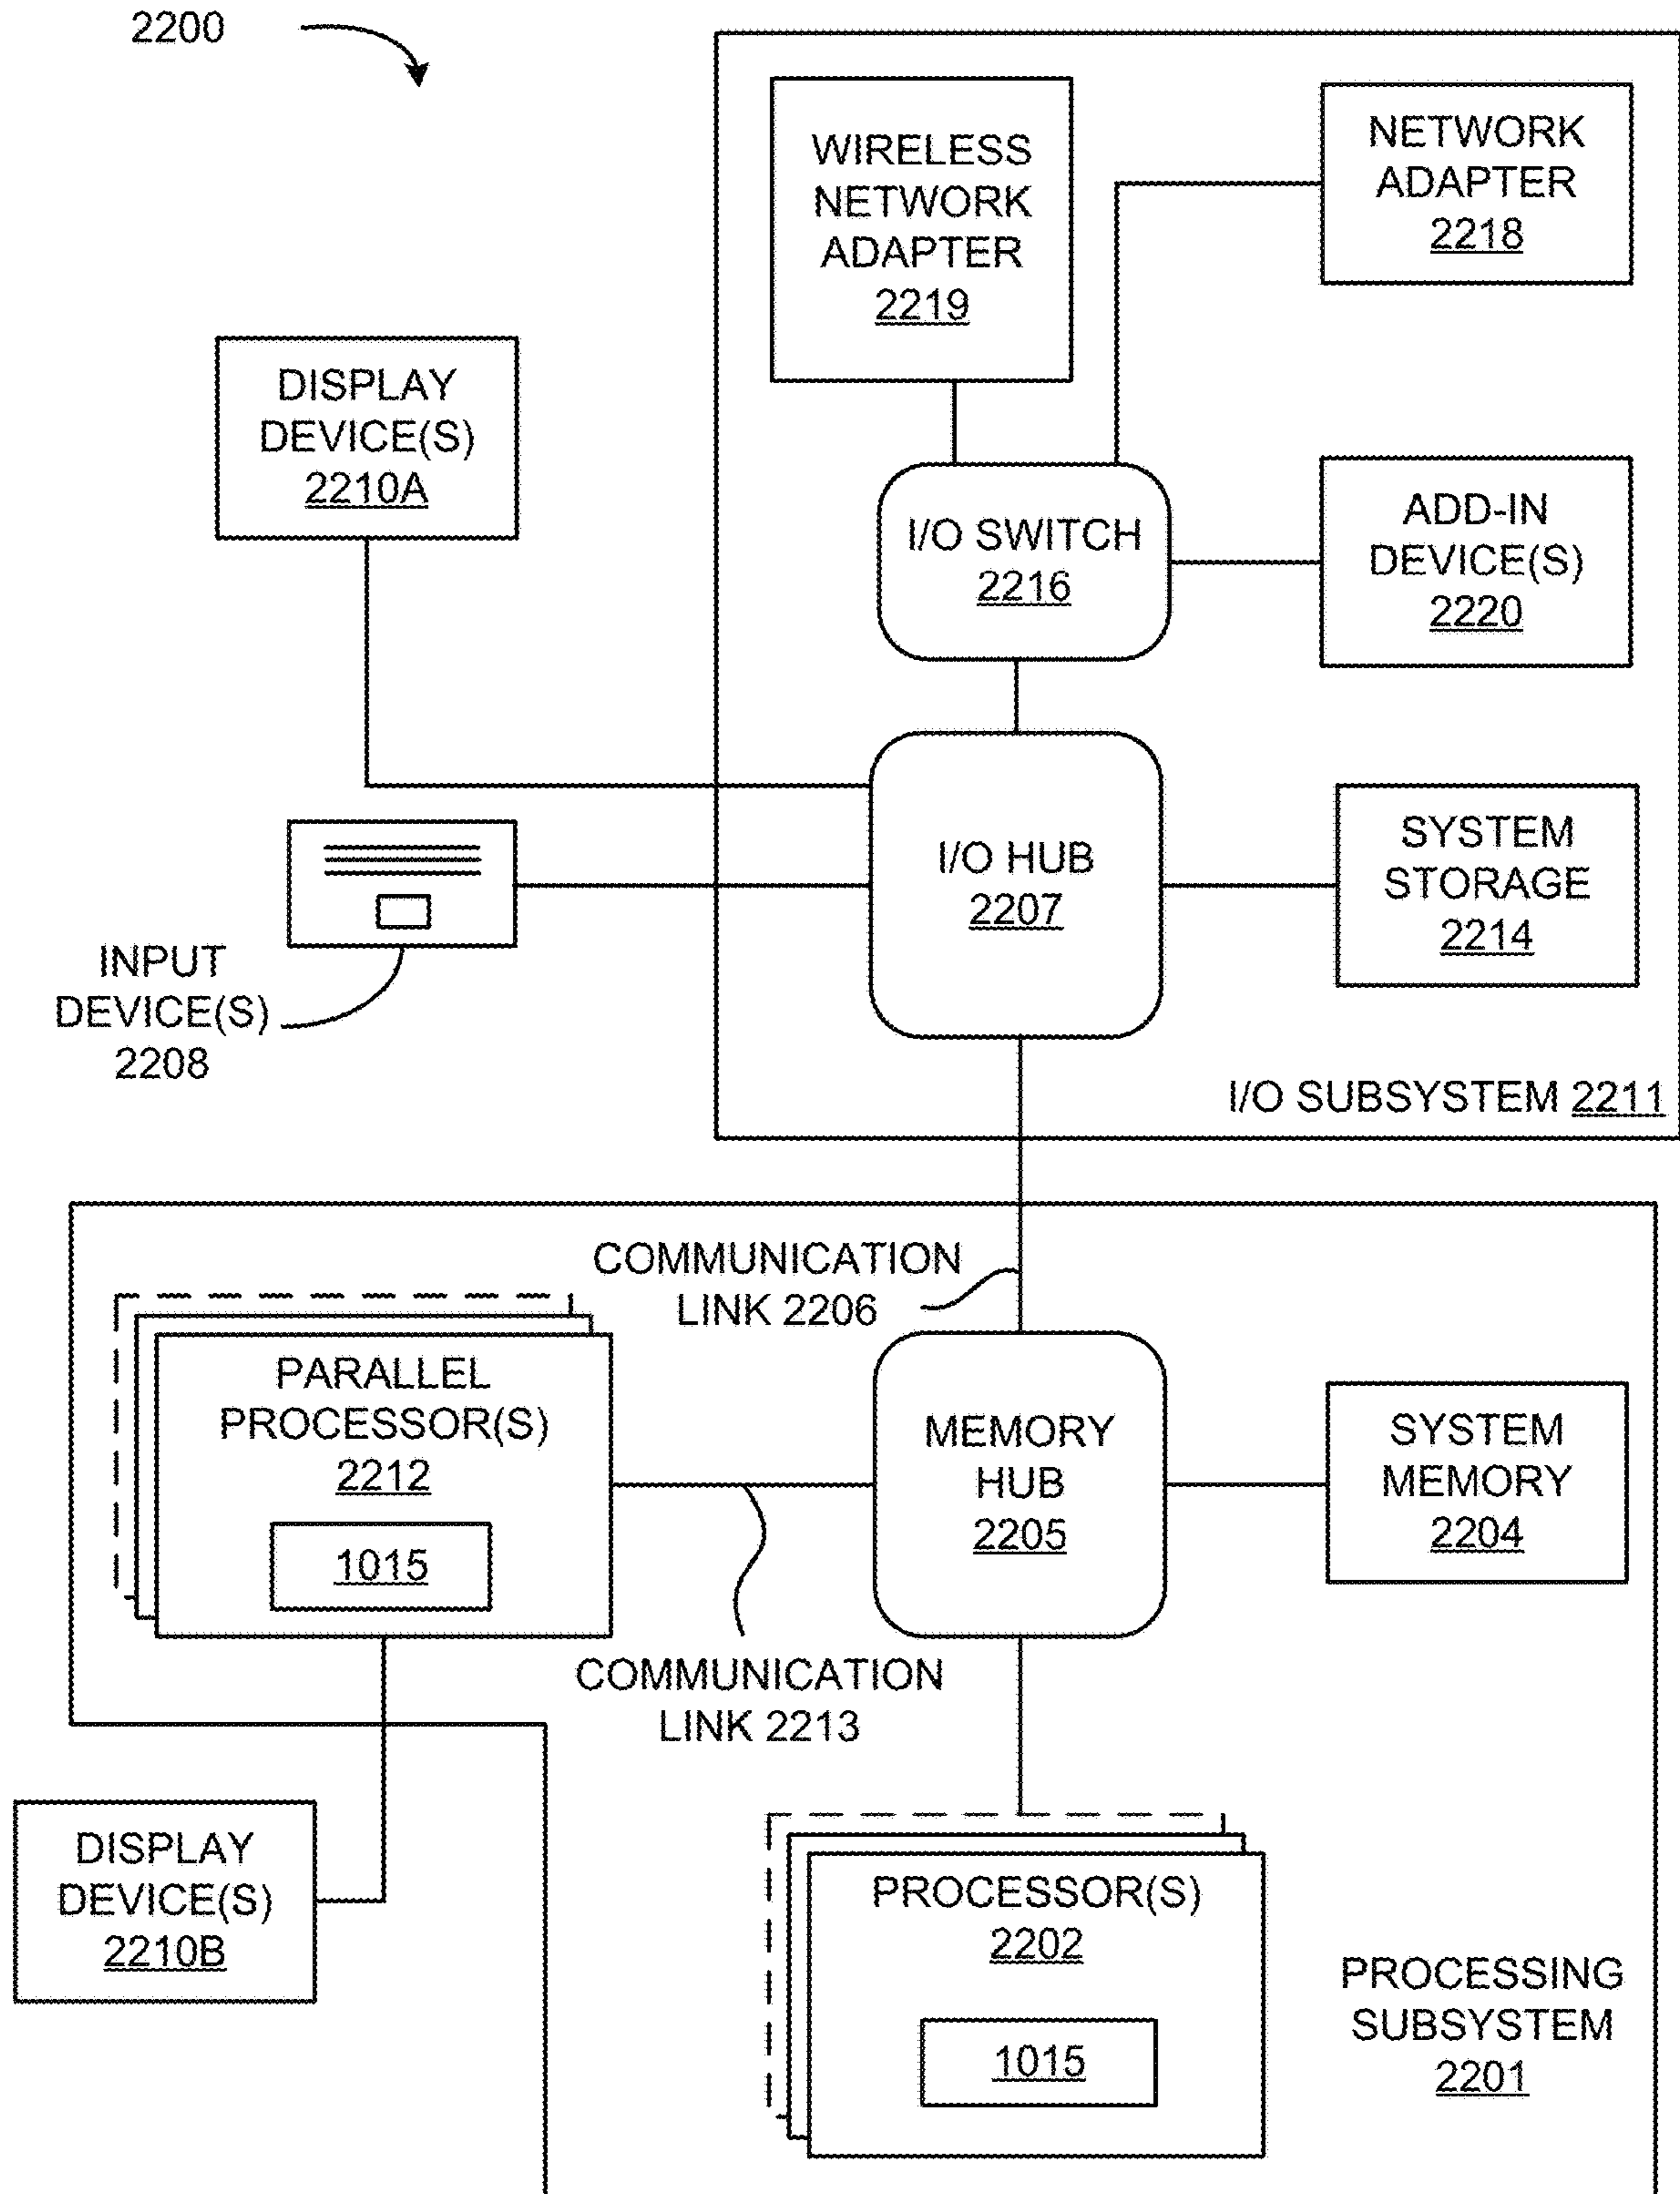 2200
WIRELESS
NETWORK
ADAPTER
2219
NETWORK
ADAPTER
2218
DISPLAY
DEVICE(S)
2210A
I/O SWITCH
2216
ADD-IN
DEVICE(S)
2220
I/O HUB
2207
SYSTEM
STORAGE
2214
INPUT
DEVICE(S)
2208
I/O SUBSYSTEM 2211
COMMUNICATION
LINK 2206
PARALLEL
PROCESSOR(S)
2212
1015
MEMORY
HUB
2205
SYSTEM
MEMORY
2204
COMMUNICATION
LINK 2213
DISPLAY
DEVICE(S)
2210B
PROCESSOR(S)
2202
1015
PROCESSING
SUBSYSTEM
2201